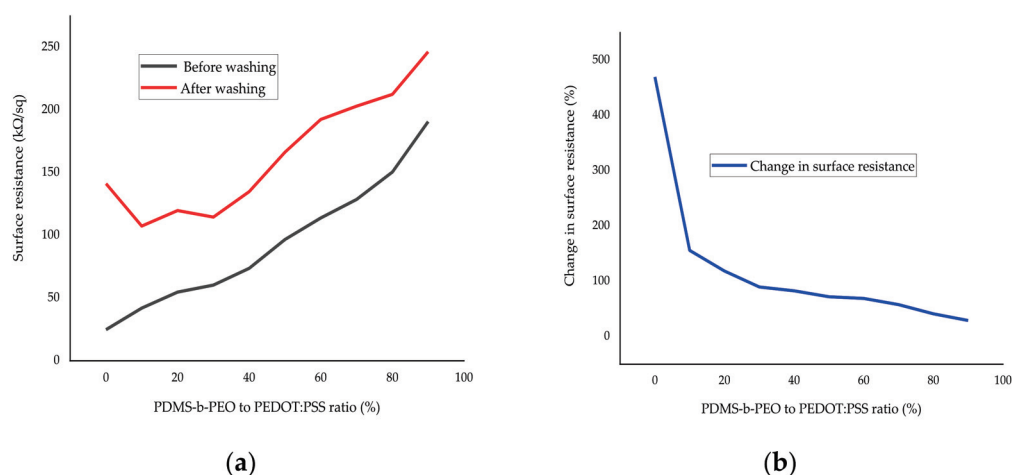 250
200
150
100
50
0
Surface resistance (kΩ/sq)
Before washing
After washing
0
20
40
60
80
100
PDMS-b-PEO to PEDOT:PSS ratio (%)
(a)
500
400
300
200
100
0
Change in surface resistance (%)
Change in surface resistance
0
20
40
60
80
100
PDMS-b-PEO to PEDOT:PSS ratio (%)
(b)